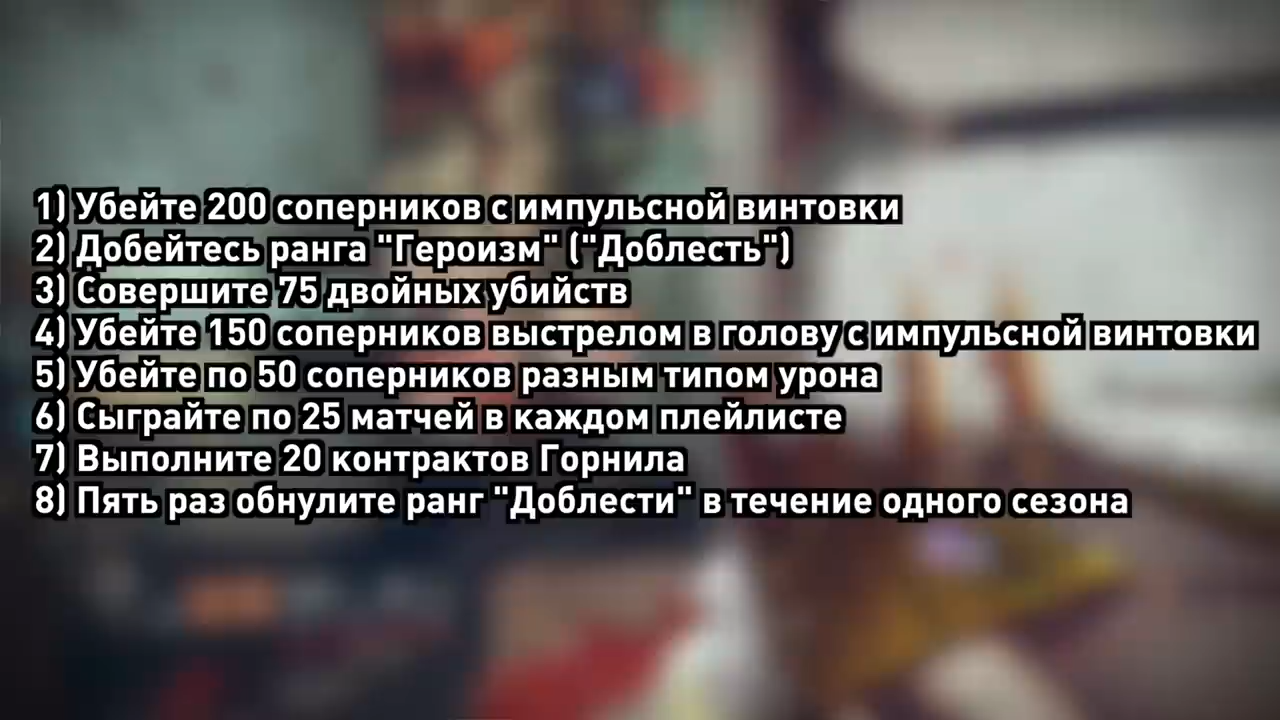 1) Убейте 200 соперников с импульсной винтовки
2) Добейтесь ранга "Героизм" ("Доблесть")
3) Совершите 75 двойных убийств
4) Убейте 150 соперников выстрелом в голову с импульсной винтовки
5) Убейте по 50 соперников разным типом урона
6) Сыграйте по 25 матчей в каждом плейлисте
7) Выполните 20 контрактов Горнила
8) Пять раз обнулите ранг "Доблести" в течение одного сезона